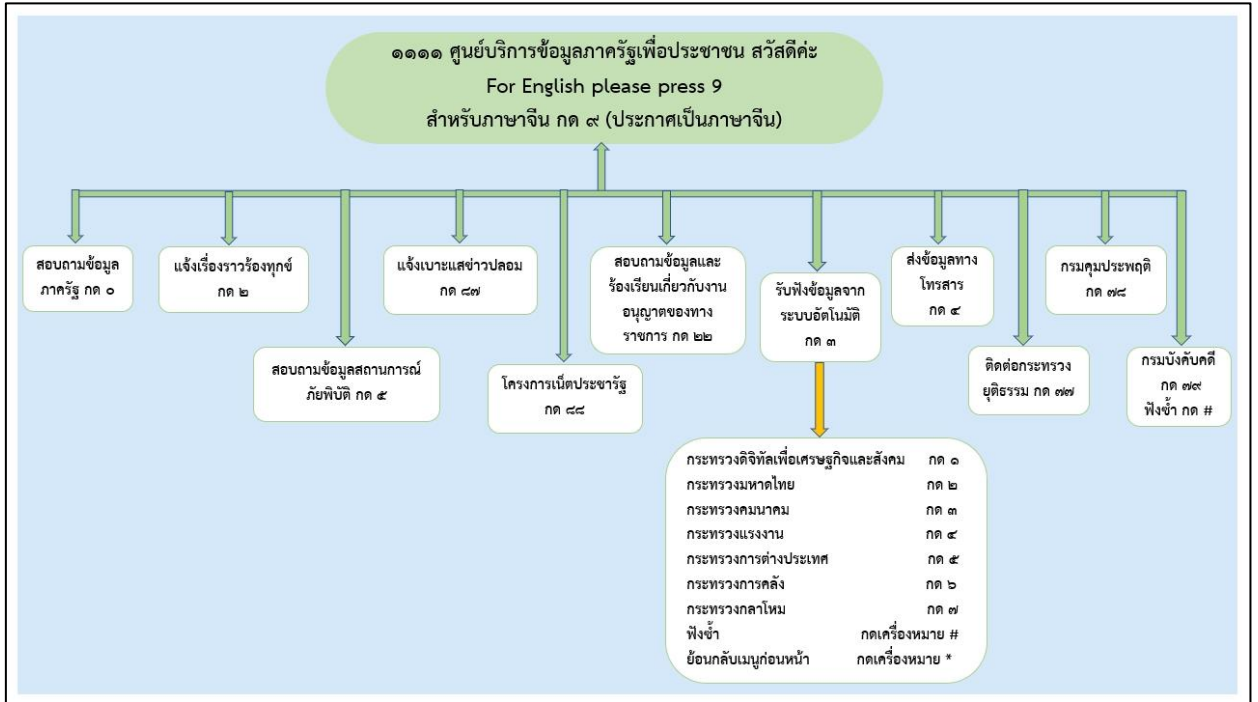 ๑๑๑๑ ศูนย์บริการข้อมูลภาครัฐเพื่อประชาชน สวัสดีค่ะ
For English please press 9
สำหรับภาษาจีน กด ๙ (ประกาศเป็นภาษาจีน)
สอบถามข้อมูล
ภาครัฐ กด ๐
แจ้งเรื่องราวร้องทุกข์
กด ๒
สอบถามข้อมูลสถานการณ์
ภัยพิบัติ กด ๕
แจ้งเบาะแสข่าวปลอม
กด ๘๗
โครงการเน็ตประชารัฐ
กด ๘๘
สอบถามข้อมูลและ
ร้องเรียนเกี่ยวกับงาน
อนุญาตของทาง
ราชการ กด ๒๒
รับฟังข้อมูลจาก
ระบบอัตโนมัติ
กด ๓
ส่งข้อมูลทาง
โทรสาร
กด ๔
ติดต่อกระทรวง
ยุติธรรม กด ๗๗
กรมคุมประพฤติ
กด ๗๘
กรมบังคับคดี
กด ๗๙
ฟังซ้ำ กด #
กระทรวงดิจิทัลเพื่อเศรษฐกิจและสังคม กด ๑
กระทรวงมหาดไทย กด ๒
กระทรวงคมนาคม กด ๓
กระทรวงแรงงาน กด ๔
กระทรวงการต่างประเทศ กด ๕
กระทรวงการคลัง กด ๖
กระทรวงกลาโหม กด ๗
ฟังซ้ำ กดเครื่องหมาย #
ย้อนกลับเมนูก่อนหน้า กดเครื่องหมาย *